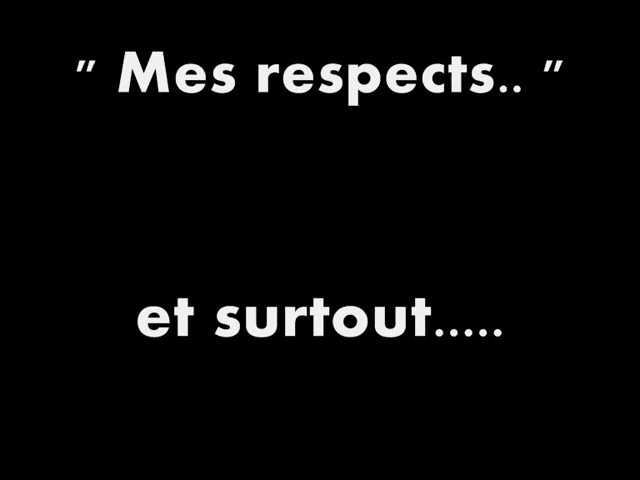 " Mes respects.. "
et surtout.....